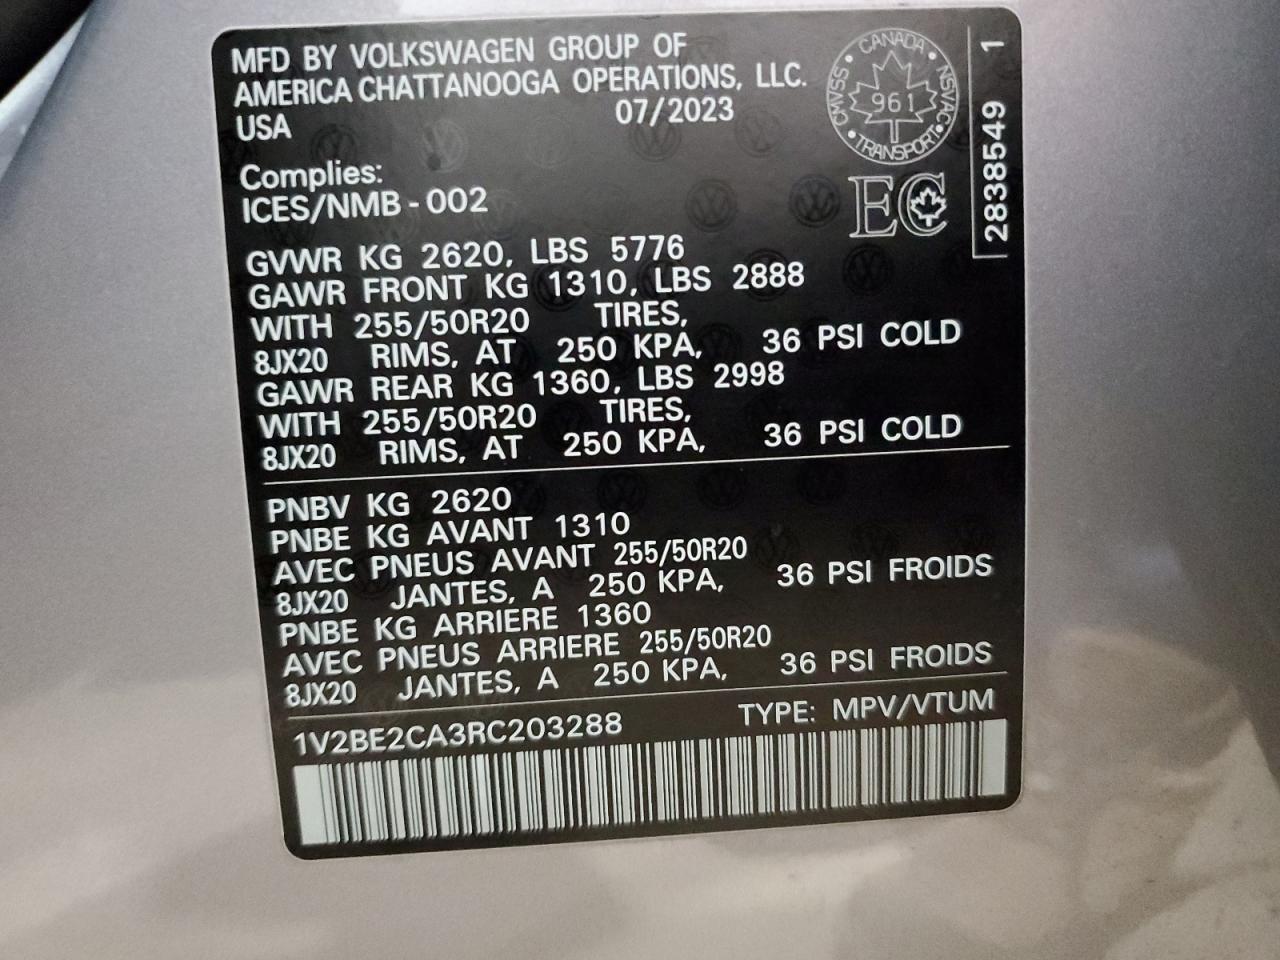 MFD BY VOLKSWAGEN GROUP OF
AMERICA CHATTANOOGA OPERATIONS, LLC.
USA 07/2023
CANADA
CMVSS NSVAC
961
TRANSPORT
2838549 1
Complies:
ICES/NMB-002
EC
GVWR KG 2620, LBS 5776
GAWR FRONT KG 1310, LBS 2888
WITH 255/50R20 TIRES,
8JX20 RIMS, AT 250 KPA, 36 PSI COLD
GAWR REAR KG 1360, LBS 2998
WITH 255/50R20 TIRES,
8JX20 RIMS, AT 250 KPA, 36 PSI COLD
PNBV KG 2620
PNBE KG AVANT 1310
AVEC PNEUS AVANT 255/50R20
8JX20 JANTES, A 250 KPA, 36 PSI FROIDS
PNBE KG ARRIERE 1360
AVEC PNEUS ARRIERE 255/50R20
8JX20 JANTES, A 250 KPA, 36 PSI FROIDS
1V2BE2CA3RC203288 TYPE: MPV/VTUM